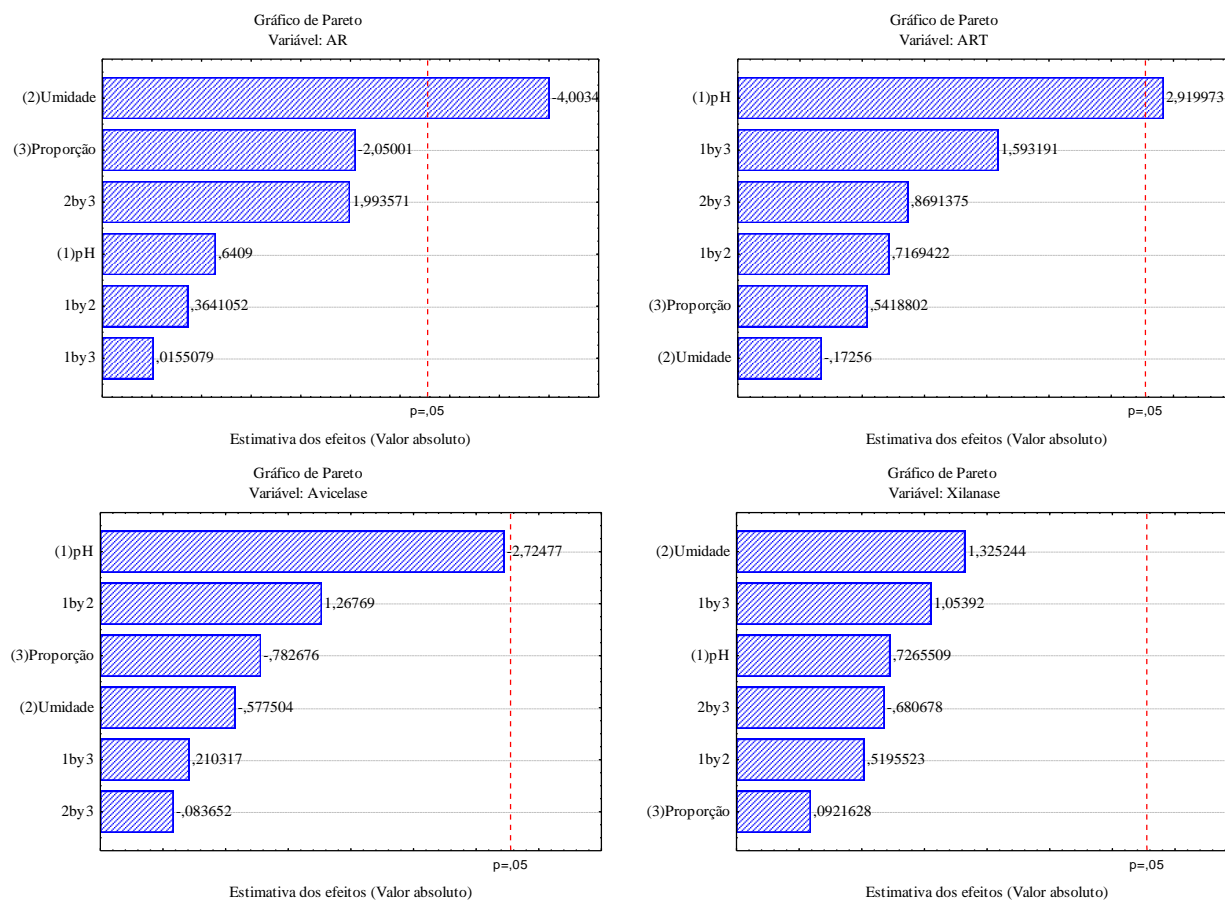 Gráfico de Pareto
Variável: AR
(2)Umidade
-4,0034
(3)Proporção
-2,05001
2by3
1,993571
(1)pH
,6409
1by2
,3641052
1by3
,0155079
p=,05
Estimativa dos efeitos (Valor absoluto)
Gráfico de Pareto
Variável: ART
(1)pH
2,919973
1by3
1,593191
2by3
,8691375
1by2
,7169422
(3)Proporção
,5418802
(2)Umidade
-,17256
p=,05
Estimativa dos efeitos (Valor absoluto)
Gráfico de Pareto
Variável: Avicelase
(1)pH
-2,72477
1by2
1,26769
(3)Proporção
-,782676
(2)Umidade
-,577504
1by3
,210317
2by3
-,083652
p=,05
Estimativa dos efeitos (Valor absoluto)
Gráfico de Pareto
Variável: Xilanase
(2)Umidade
1,325244
1by3
1,05392
(1)pH
,7265509
2by3
-,680678
1by2
,5195523
(3)Proporção
,0921628
p=,05
Estimativa dos efeitos (Valor absoluto)